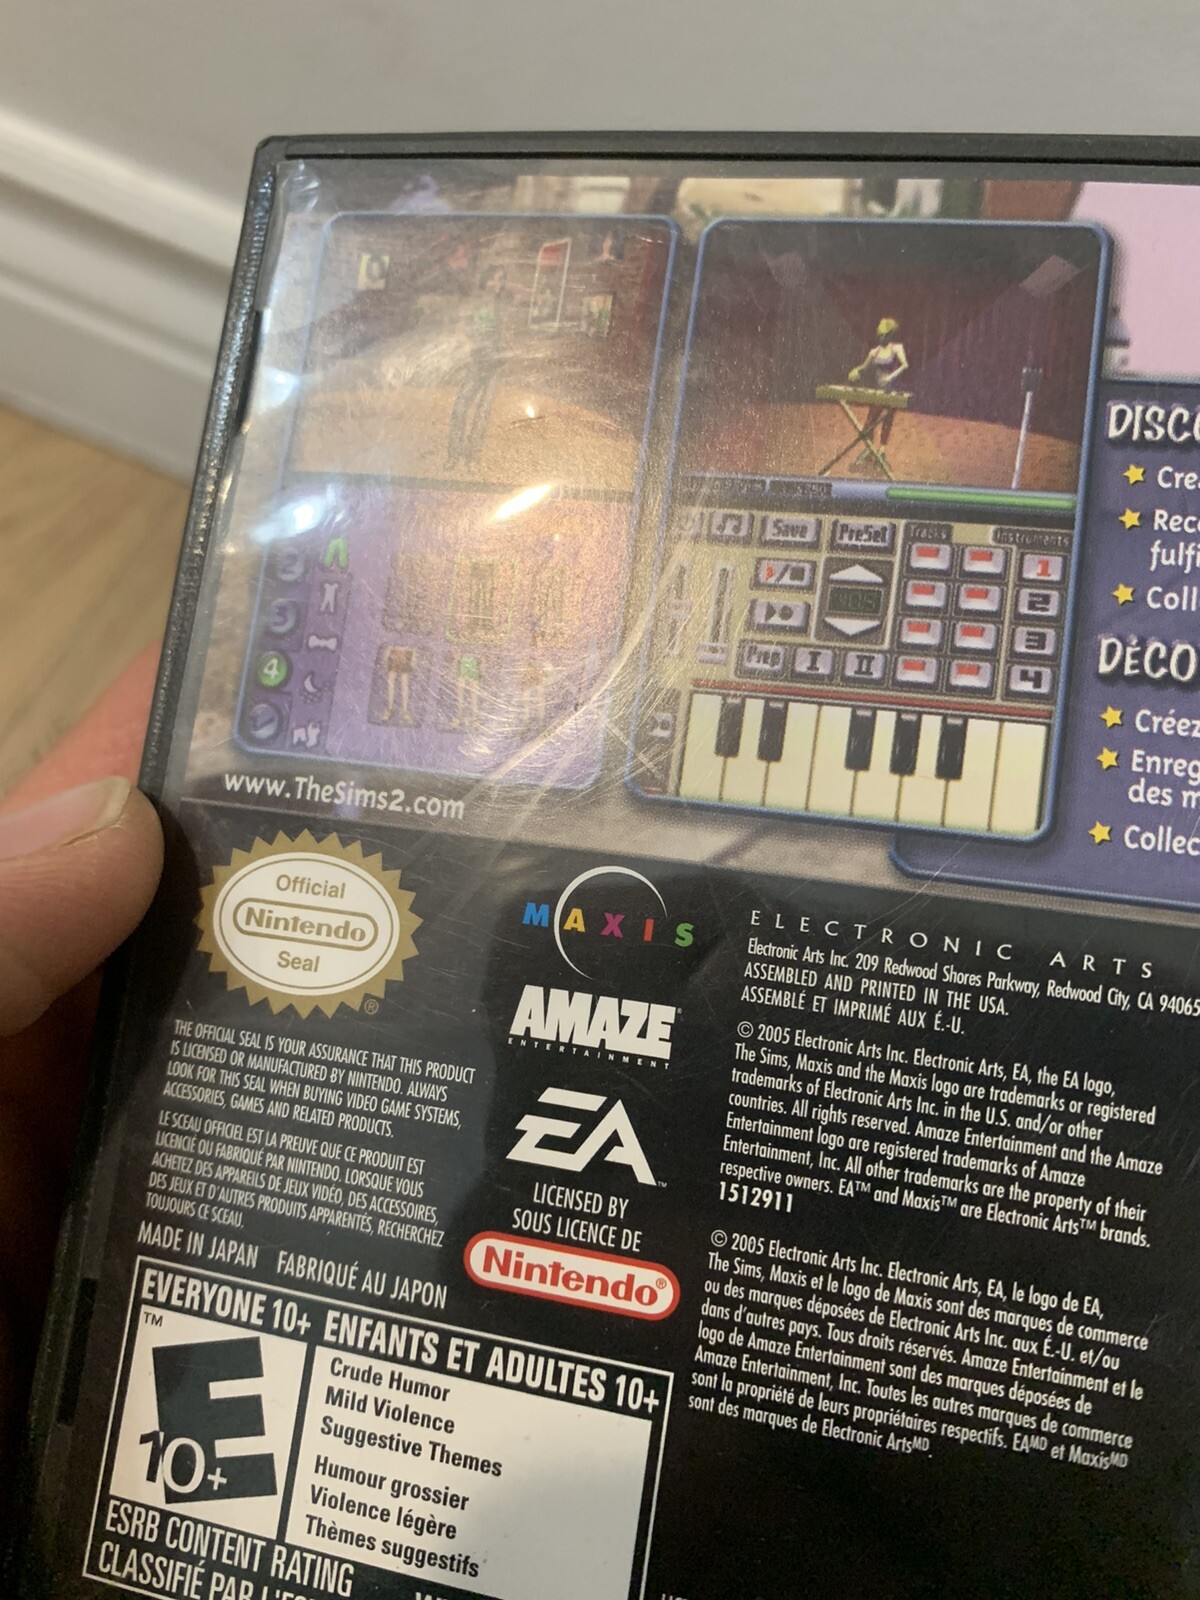 Save
PreSet
Tracks
Instruments
1
2
3
Prep
I
II
4
4
DISCO
Crea
Rec
fulfi
Coll
DÉCO
Créez
Enreg
des m
Collec
www.TheSims2.com
Official
Nintendo
Seal
®
THE OFFICIAL SEAL IS YOUR ASSURANCE THAT THIS PRODUCT
IS LICENSED OR MANUFACTURED BY NINTENDO. ALWAYS
LOOK FOR THIS SEAL WHEN BUYING VIDEO GAME SYSTEMS,
ACCESSORIES, GAMES AND RELATED PRODUCTS.
LE SCEAU OFFICIEL EST LA PREUVE QUE CE PRODUIT EST
LICENCIÉ OU FABRIQUÉ PAR NINTENDO. LORSQUE VOUS
ACHETEZ DES APPAREILS DE JEUX VIDÉO, DES ACCESSOIRES,
DES JEUX ET D'AUTRES PRODUITS APPARENTÉS, RECHERCHEZ
TOUJOURS CE SCEAU.
MADE IN JAPAN FABRIQUÉ AU JAPON
MAXIS
AMAZE
ENTERTAINMENT
EA™
LICENSED BY
SOUS LICENCE DE
Nintendo®
ELECTRONIC ARTS
Electronic Arts Inc. 209 Redwood Shores Parkway, Redwood City, CA 94065
ASSEMBLED AND PRINTED IN THE USA.
ASSEMBLÉ ET IMPRIMÉ AUX É.-U.
© 2005 Electronic Arts Inc. Electronic Arts, EA, the EA logo,
The Sims, Maxis and the Maxis logo are trademarks or registered
trademarks of Electronic Arts Inc. in the U.S. and/or other
countries. All rights reserved. Amaze Entertainment and the Amaze
Entertainment logo are registered trademarks of Amaze
Entertainment, Inc. All other trademarks are the property of their
respective owners. EA™ and Maxis™ are Electronic Arts™ brands.
1512911
© 2005 Electronic Arts Inc. Electronic Arts, EA, le logo de EA,
The Sims, Maxis et le logo de Maxis sont des marques de commerce
ou des marques déposées de Electronic Arts Inc. aux É.-U. et/ou
dans d'autres pays. Tous droits réservés. Amaze Entertainment et le
logo de Amaze Entertainment sont des marques déposées de
Amaze Entertainment, Inc. Toutes les autres marques de commerce
sont la propriété de leurs propriétaires respectifs. EAᴹᴰ et Maxisᴹᴰ
sont des marques de Electronic Artsᴹᴰ
EVERYONE 10+ ENFANTS ET ADULTES 10+
™
E
10+
Crude Humor
Mild Violence
Suggestive Themes
Humour grossier
Violence légère
Thèmes suggestifs
ESRB CONTENT RATING
CLASSIFIÉ PAR L'ES